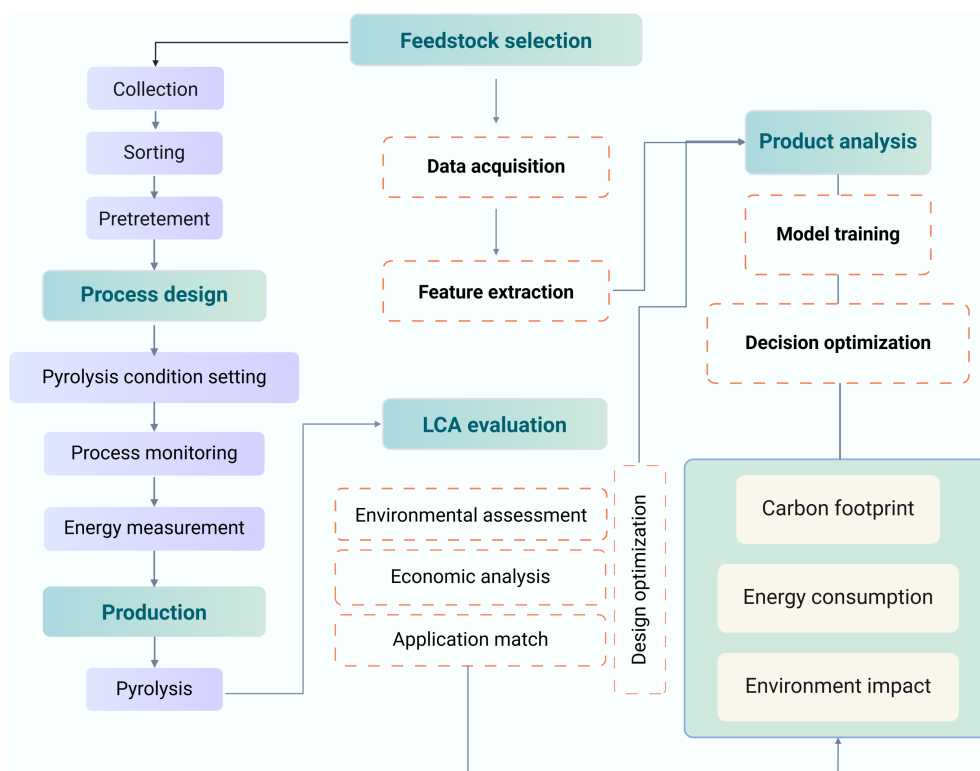 Feedstock selection
Collection
Sorting
Pretretement
Process design
Pyrolysis condition setting
Process monitoring
Energy measurement
Production
Pyrolysis
Data acquisition
Feature extraction
LCA evaluation
Environmental assessment
Economic analysis
Application match
Design optimization
Product analysis
Model training
Decision optimization
Carbon footprint
Energy consumption
Environment impact